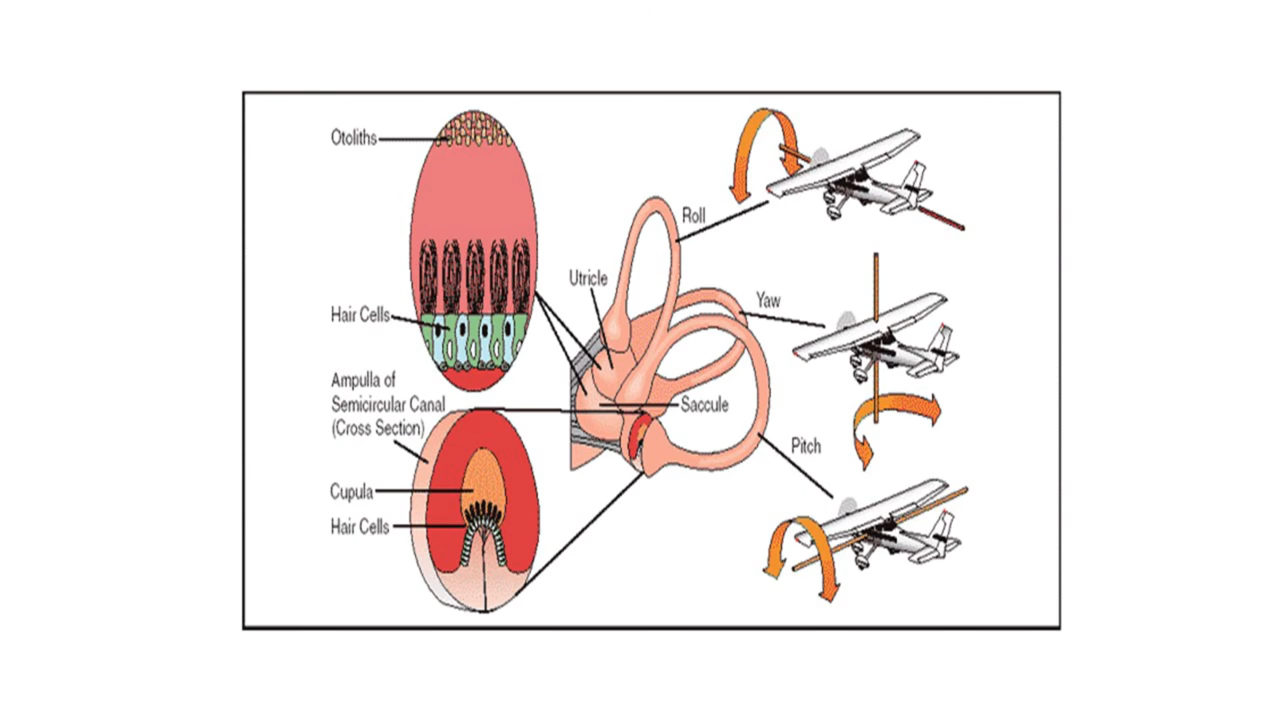 Otoliths
Roll
Utricle
Yaw
Hair Cells
Ampulla of
Semicircular Canal
(Cross Section)
Saccule
Pitch
Cupula
Hair Cells